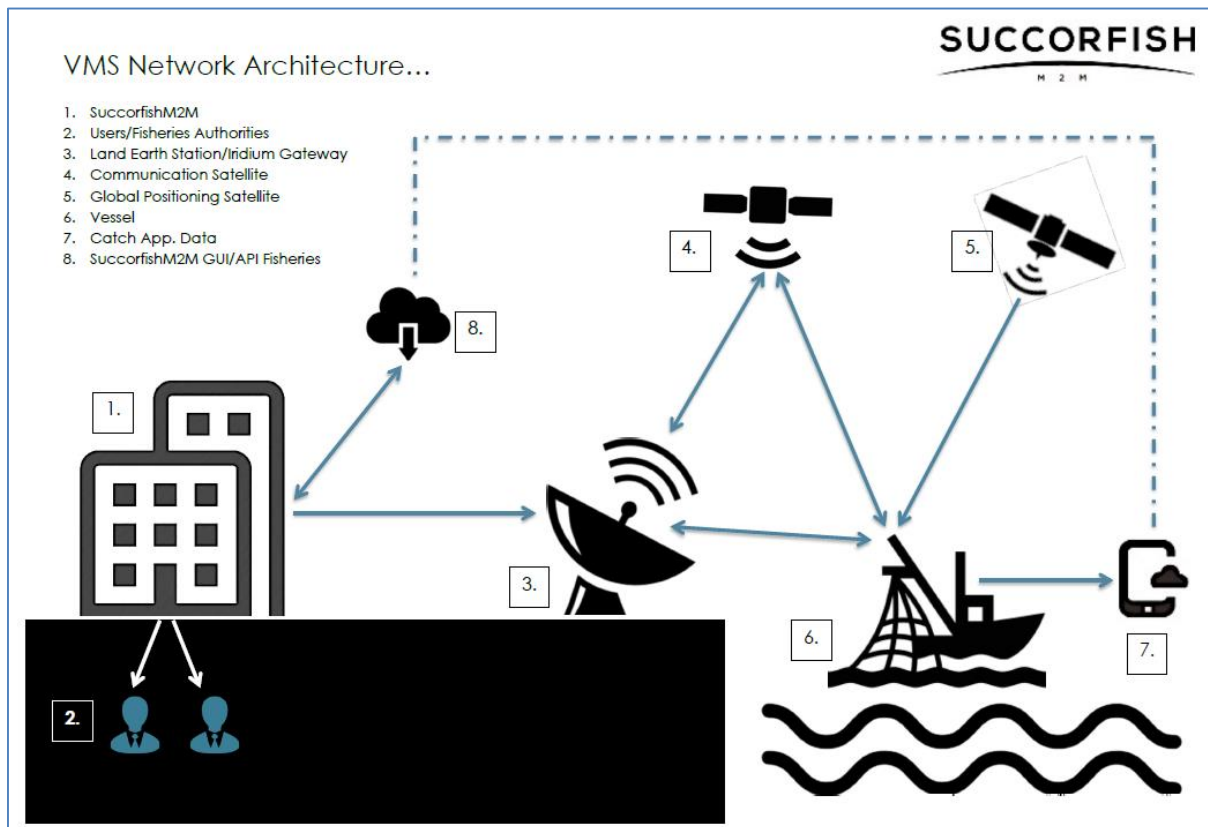 SUCCORFISH
M 2 M
VMS Network Architecture...
1. SuccorfishM2M
2. Users/Fisheries Authorities
3. Land Earth Station/Iridium Gateway
4. Communication Satellite
5. Global Positioning Satellite
6. Vessel
7. Catch App. Data
8. SuccorfishM2M GUI/API Fisheries
4.
5.
8.
1.
3.
6.
7.
2.